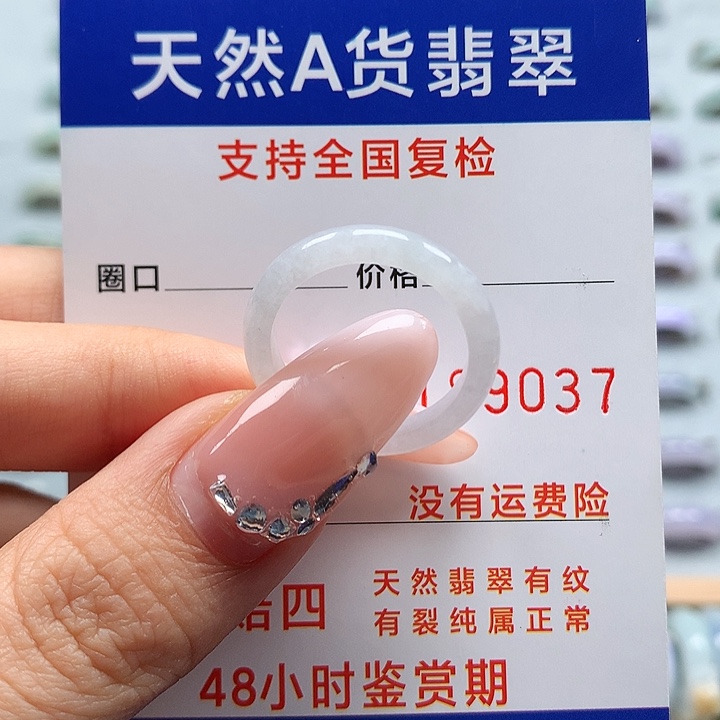 天然A货翡翠
支持全国复检
圈口 价格
9037
没有运费险
天然翡翠有纹
四
有裂纯属正常
48小时鉴赏期